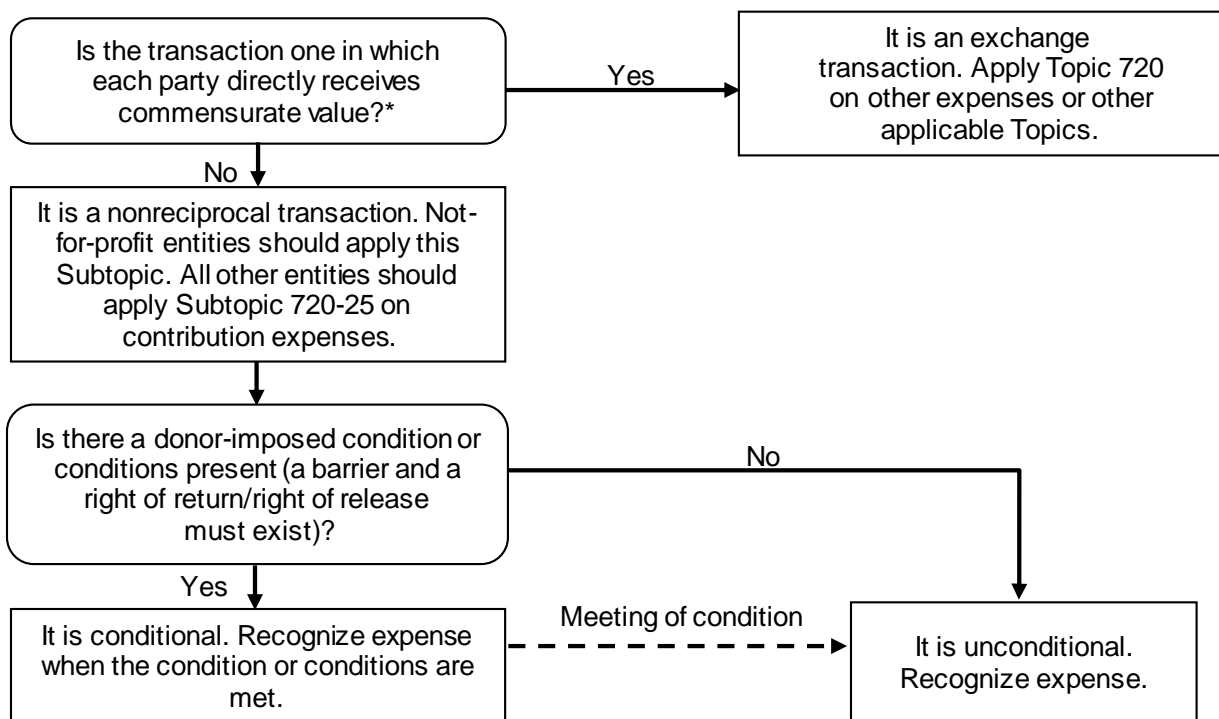 Is the transaction one in which
each party directly receives
commensurate value?*
Yes
It is an exchange
transaction. Apply Topic 720
on other expenses or other
applicable Topics.
No
It is a nonreciprocal transaction. Not-
for-profit entities should apply this
Subtopic. All other entities should
apply Subtopic 720-25 on
contribution expenses.
Is there a donor-imposed condition or
conditions present (a barrier and a
right of return/right of release
must exist)?
No
Yes
It is conditional. Recognize expense
when the condition or conditions are
met.
Meeting of condition
It is unconditional.
Recognize expense.